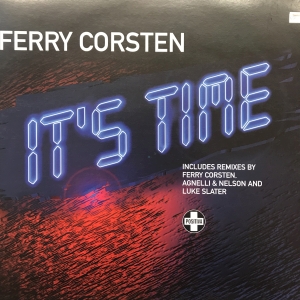 FERRY CORSTEN
IT'S TIME
INCLUDES REMIXES BY
FERRY CORSTEN,
AGNELLI & NELSON AND
LUKE SLATER
POSITIVA